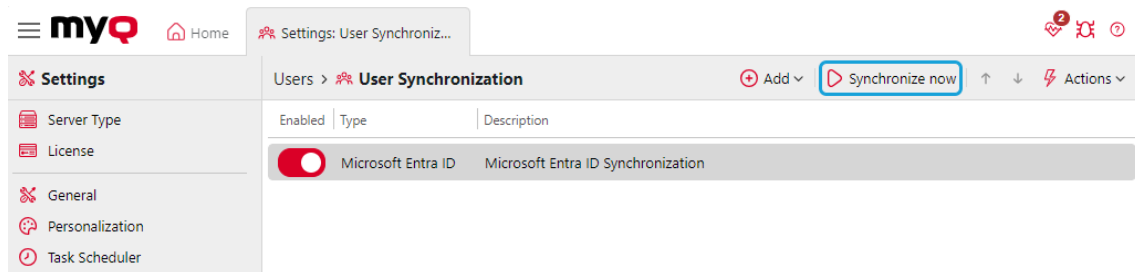 myQ Home Settings: User Synchroniz... 2
Settings Users > User Synchronization Add Synchronize now Actions
Server Type Enabled Type Description
License Microsoft Entra ID Microsoft Entra ID Synchronization
General
Personalization
Task Scheduler